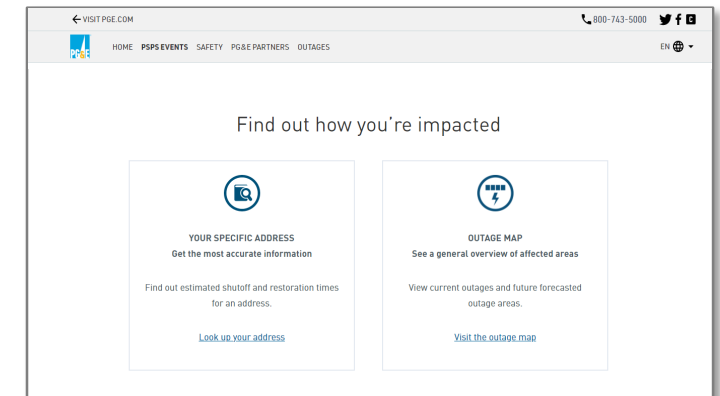 VISIT PGE.COM
800-743-5000
PG&E
HOME PSPS EVENTS SAFETY PG&E PARTNERS OUTAGES
EN
Find out how you're impacted
YOUR SPECIFIC ADDRESS
Get the most accurate information
Find out estimated shutoff and restoration times
for an address.
Look up your address
OUTAGE MAP
See a general overview of affected areas
View current outages and future forecasted
outage areas.
Visit the outage map